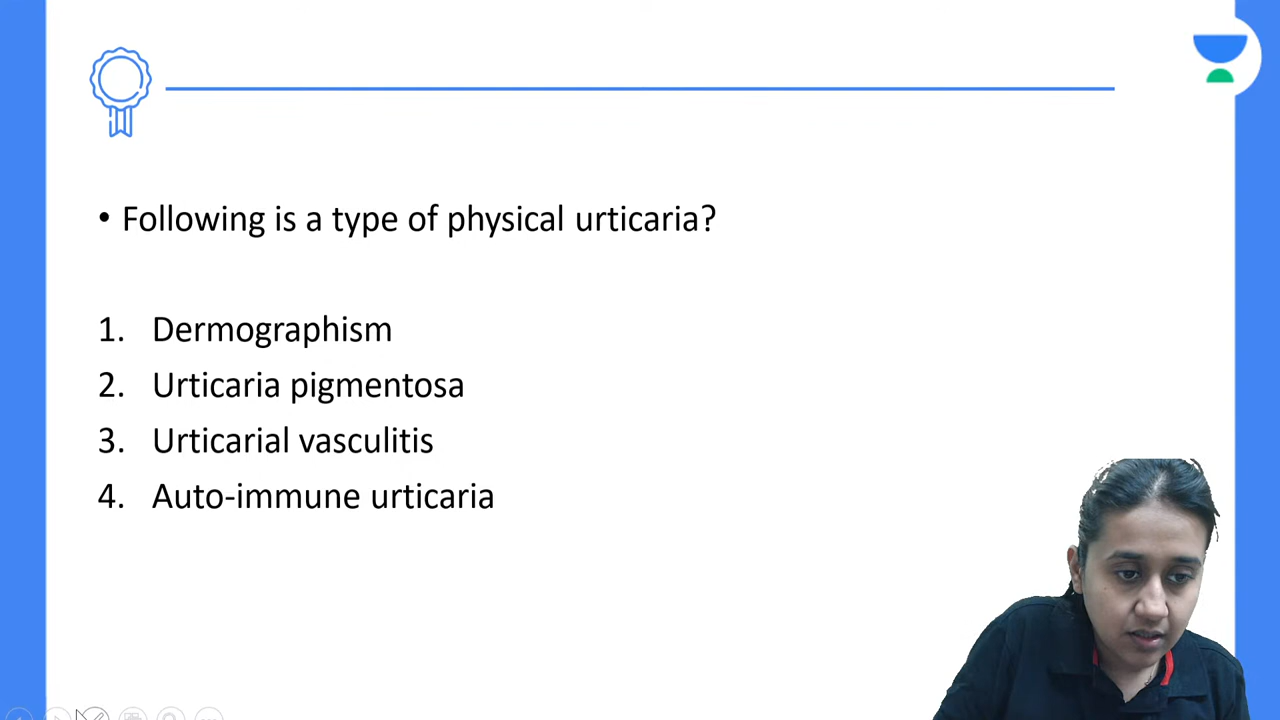 • Following is a type of physical urticaria?
1. Dermographism
2. Urticaria pigmentosa
3. Urticarial vasculitis
4. Auto-immune urticaria